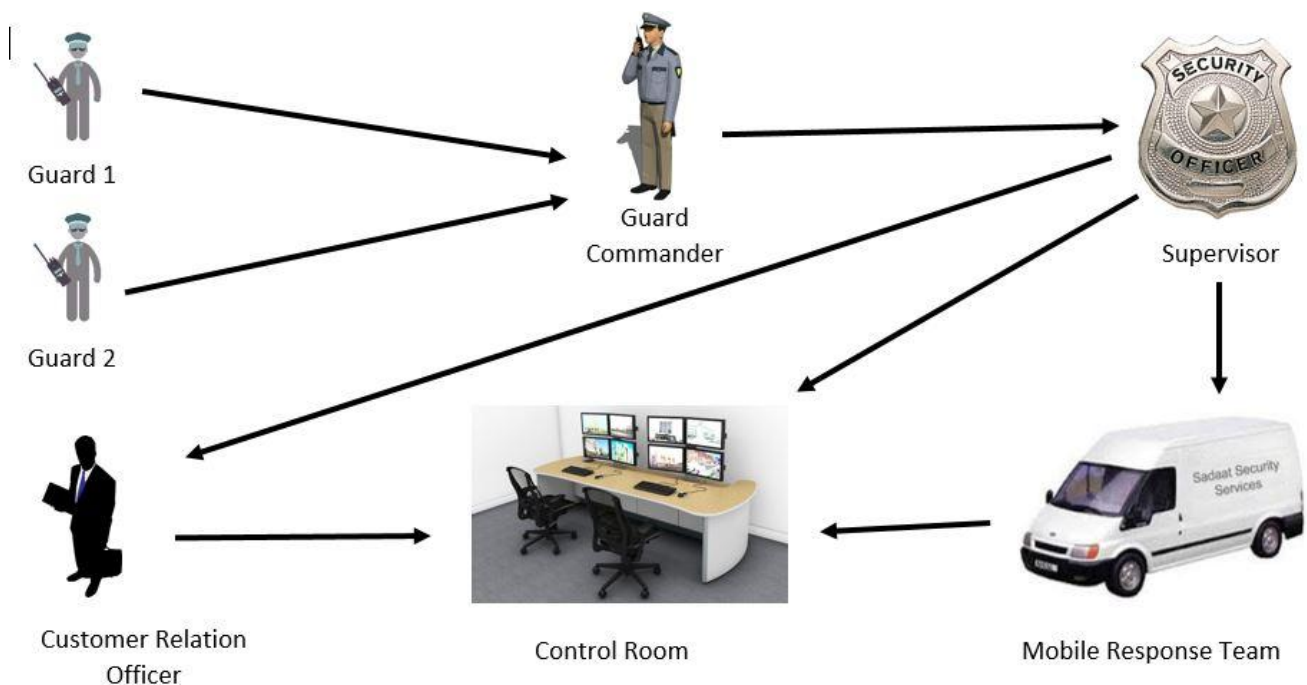 Guard 1
Guard 2
Guard
Commander
SECURITY
OFFICER
Supervisor
Customer Relation
Officer
Control Room
Sadaat Security
Services
Mobile Response Team